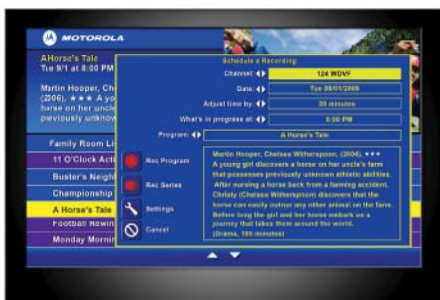 MOTOROLA
AHorse's Tale
Tue 9/1 at 8:00 PM
Martin Hooper, Ch
(2006), ★★★ A yo
horse on her uncle
previously unknow
Family Room Li
11 O'Clock Acti
Buster's Neigh
Championship
A Horse's Tale
Football Rewin
Monday Mornin
Schedule a Recording
Channel: 124 WDVF
Date: Tue 09/01/2009
Adjust time by: 30 minutes
What's in progress at: 8:00 PM
Program: A Horse's Tale
Rec Program
Rec Series
Settings
Cancel
Martin Hooper, Chelsea Witherspoon, (2006), ★★★
A young girl discovers a horse on her uncle's farm
that possesses previously unknown athletic abilities.
After nursing a horse back from a farming accident,
Christy (Chelsea Witherspoon) discovers that the
horse can easily outrun any other animal on the farm.
Before long the girl and her horse embark on a
journey that takes them around the world.
(Drama, 105 minutes)